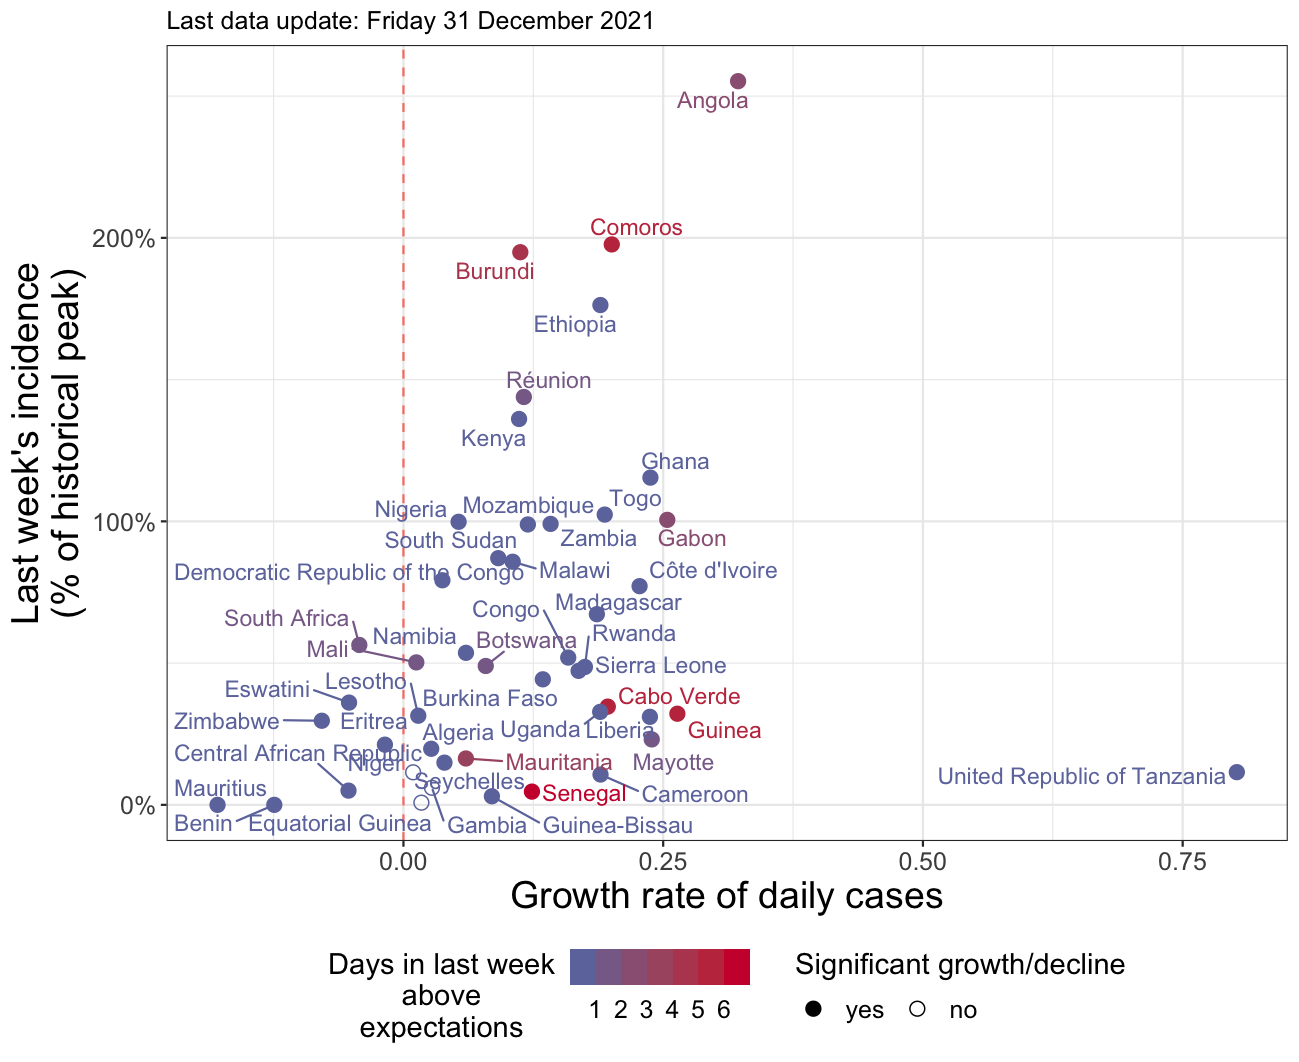 Last data update: Friday 31 December 2021
Last week's incidence
(% of historical peak)
200%
100%
0%
Angola
Comoros
Burundi
Ethiopia
Réunion
Kenya
Ghana
Togo
Nigeria
Mozambique
South Sudan
Zambia
Gabon
Democratic Republic of the Congo
Malawi
Côte d'Ivoire
Congo
Madagascar
South Africa
Mali
Namibia
Botswana
Rwanda
Sierra Leone
Eswatini
Lesotho
Burkina Faso
Cabo Verde
Zimbabwe
Eritrea
Algeria
Uganda
Liberia
Guinea
Central African Republic
Niger
Mauritania
Mayotte
Mauritius
Seychelles
Senegal
Cameroon
United Republic of Tanzania
Benin
Equatorial Guinea
Gambia
Guinea-Bissau
0.00
0.25
0.50
0.75
Growth rate of daily cases
Days in last week
above
expectations
1 2 3 4 5 6
Significant growth/decline
yes
no